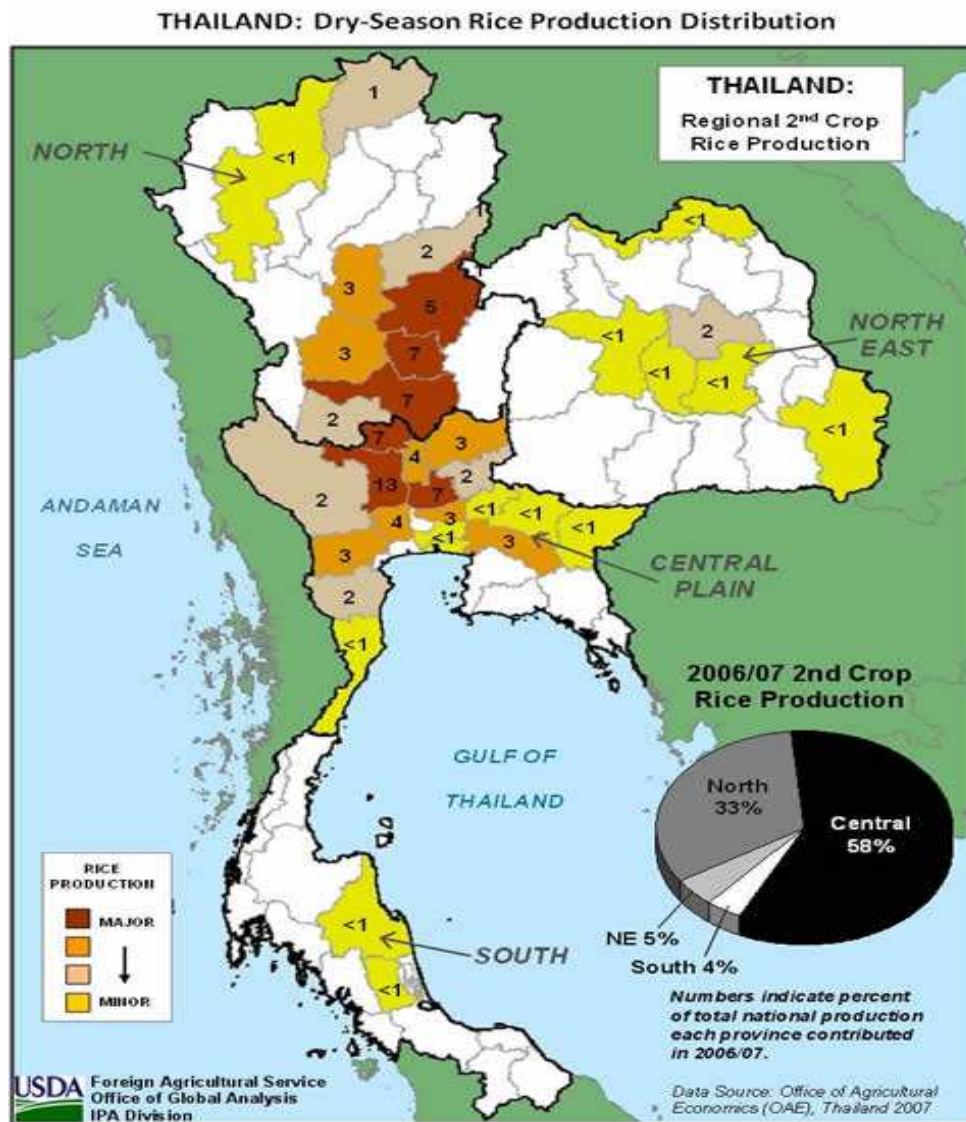 THAILAND: Dry-Season Rice Production Distribution
THAILAND:
Regional 2nd Crop
Rice Production
1
NORTH
<1
<1
1
2
3
5
2
NORTH
EAST
<1
3
7
<1
<1
7
2
<1
7
3
4
2
ANDAMAN
SEA
2
13
7
<1
<1
<1
4
3
<1
3
3
CENTRAL
PLAIN
2
<1
2006/07 2nd Crop
Rice Production
GULF OF
THAILAND
North
33%
Central
58%
NE 5%
South 4%
RICE
PRODUCTION
MAJOR
MINOR
<1
SOUTH
<1
Numbers indicate percent
of total national production
each province contributed
in 2006/07.
USDA
Foreign Agricultural Service
Office of Global Analysis
IPA Division
Data Source: Office of Agricultural
Economics (OAE), Thailand 2007